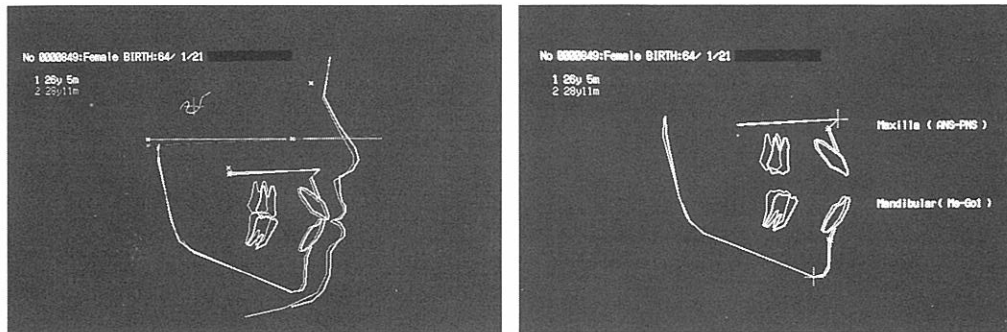 No 0000849:Female BIRTH:64/ 1/21
1 26y 5m
2 28y11m
No 0000849:Female BIRTH:64/ 1/21
1 26y 5m
2 28y11m
Maxilla ( ANS-PNS )
Mandibular( Me-Go1 )